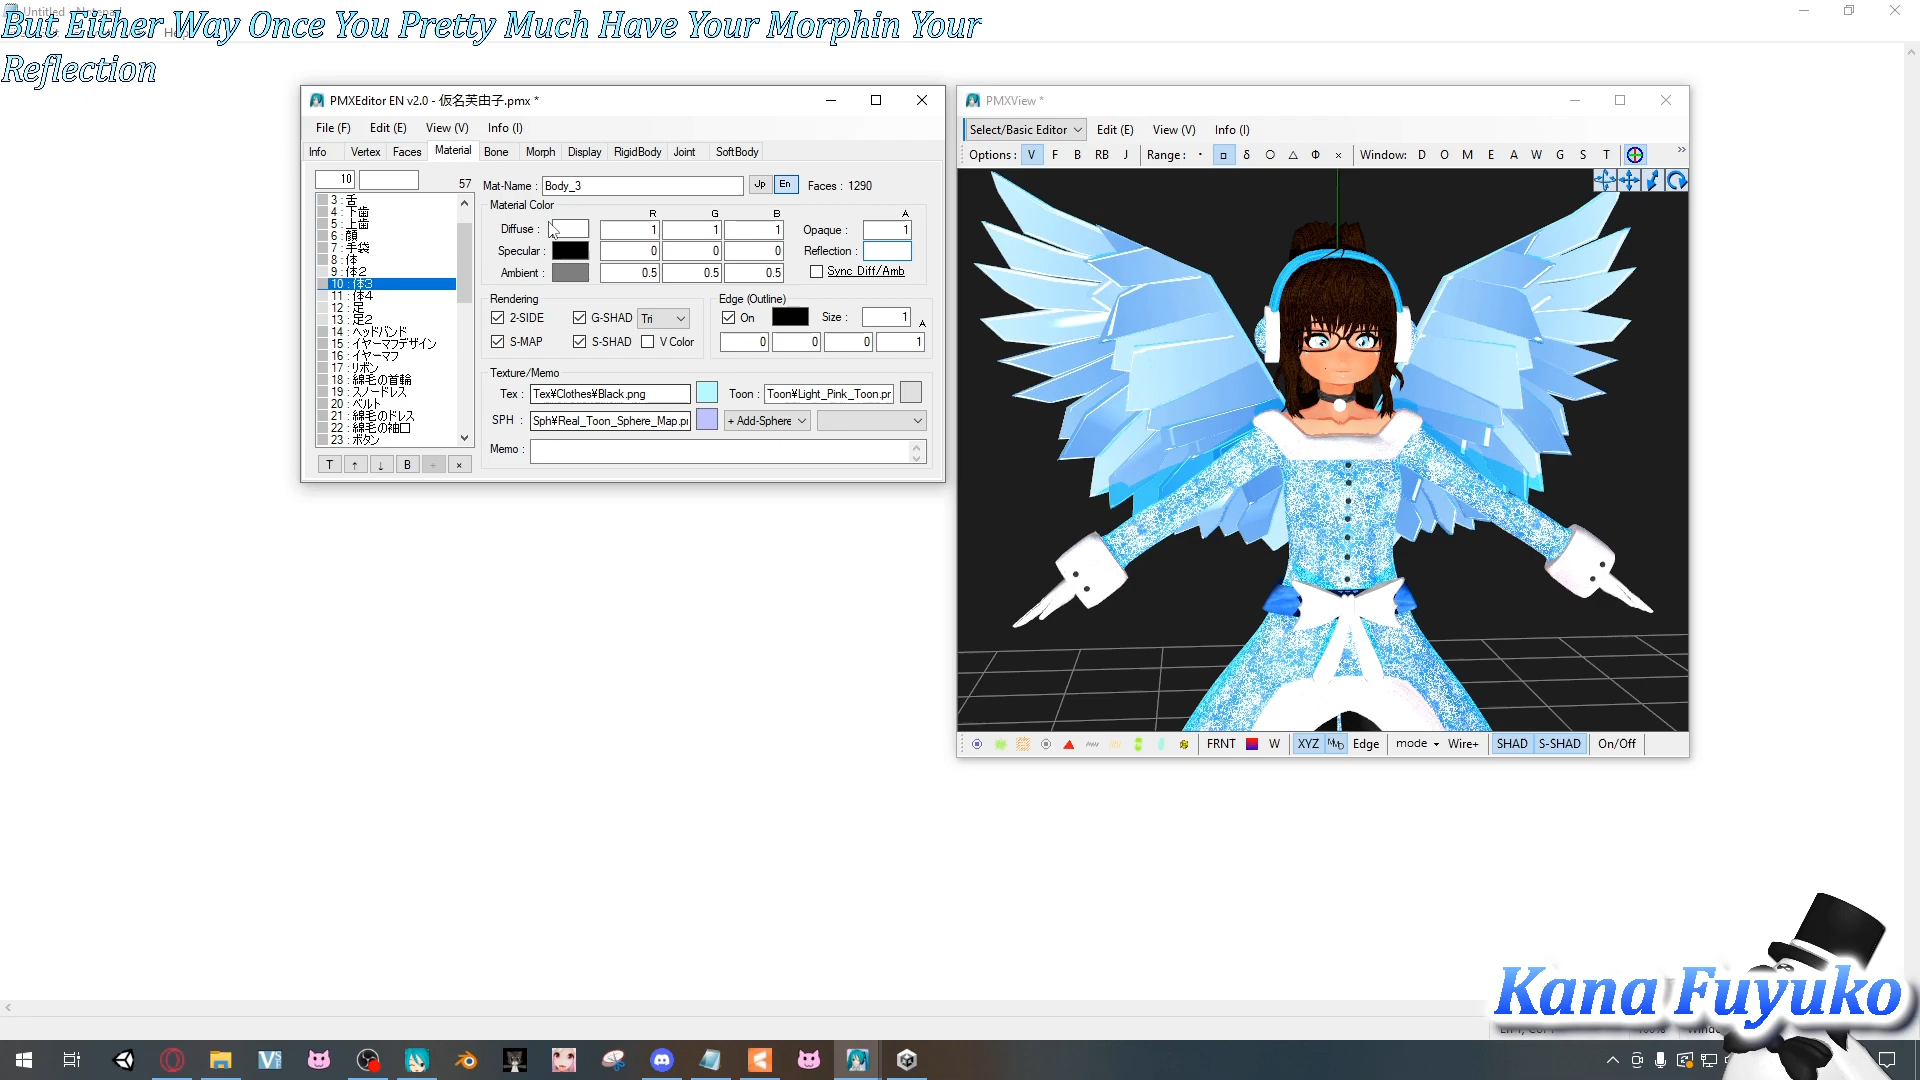 But Either Way Once You Pretty Much Have Your Morphin Your
Reflection
PMXEditor EN v2.0 - 仮名芙由子.pmx *
File (F) Edit (E) View (V) Info (I)
Info Vertex Faces Material Bone Morph Display RigidBody Joint SoftBody
10 57
3 : 舌
4 : 下歯
5 : 上歯
6 : 顔
7 : 手袋
8 : 体
9 : 体2
10 : 体3
11 : 体4
12 : 足
13 : 足2
14 : ヘッドバンド
15 : イヤーマフデザイン
16 : イヤーマフ
17 : リボン
18 : 綿毛の首輪
19 : スノードレス
20 : ベルト
21 : 綿毛のドレス
22 : 綿毛の袖口
23 : ボタン
T ↑ ↓ B + ×
Mat-Name : Body_3 Jp En Faces : 1290
Material Color
R G B A
Diffuse : 1 1 1 Opaque : 1
Specular : 0 0 0 Reflection :
Ambient : 0.5 0.5 0.5 Sync Diff/Amb
Rendering
2-SIDE G-SHAD Tri
S-MAP S-SHAD V Color
Edge (Outline)
On Size : 1
A
0 0 0 1
Texture/Memo
Tex : Tex¥Clothes¥Black.png Toon : Toon¥Light_Pink_Toon.pr
SPH : Sph¥Real_Toon_Sphere_Map.p + Add-Sphere
Memo :
PMXView *
Select/Basic Editor Edit (E) View (V) Info (I)
Options : V F B RB J Range : Window: D O M E A W G S T
FRNT W XYZ Edge mode Wire+ SHAD S-SHAD On/Off
Kana Fuyuko